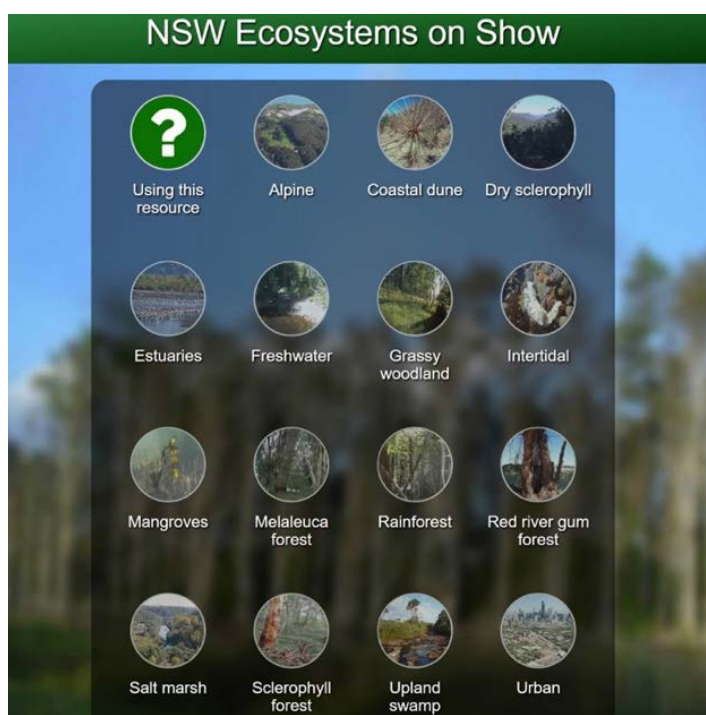 NSW Ecosystems on Show
?
Using this
resource
Alpine
Coastal dune
Dry sclerophyll
Estuaries
Freshwater
Grassy
woodland
Intertidal
Mangroves
Melaleuca
forest
Rainforest
Red river gum
forest
Salt marsh
Sclerophyll
forest
Upland
swamp
Urban